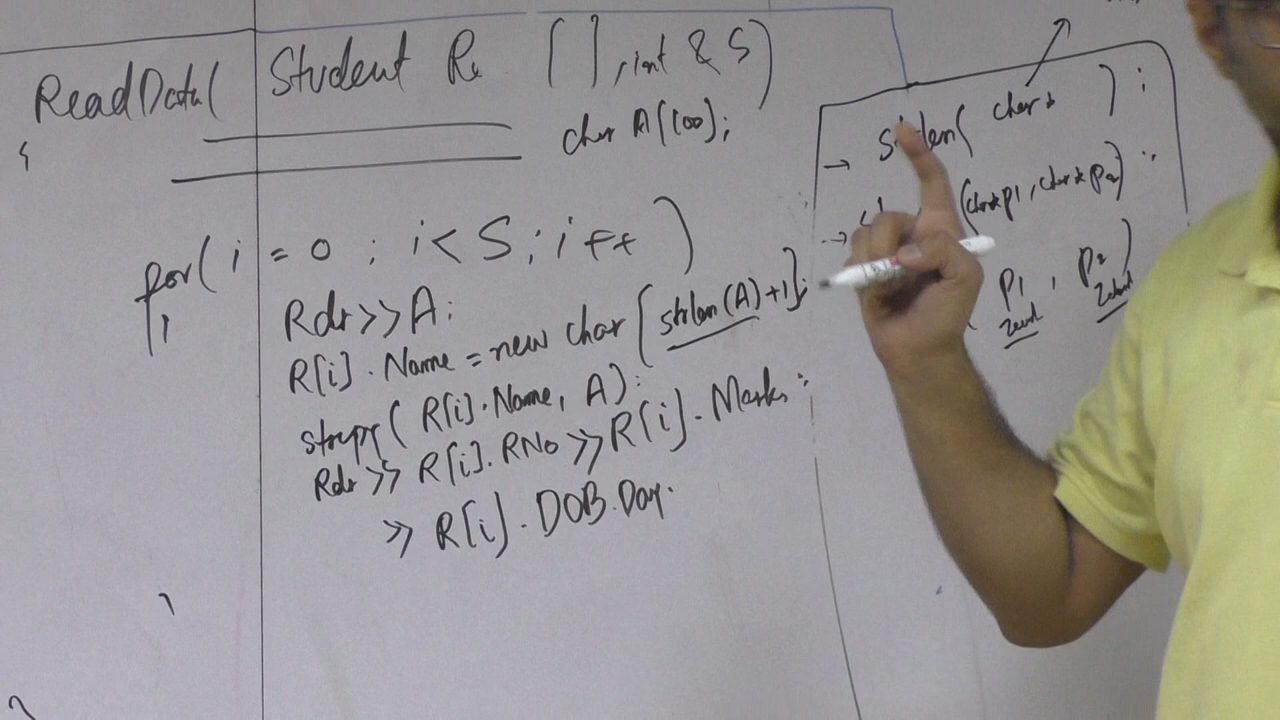 ReadData( Student R [ ] , int & S)
{
char A[100];
for( i = 0 ; i < S ; i ++ )
Rdr >> A;
R[i] . Name = new char [strlen(A) +1];
strcpy( R[i] . Name, A);
Rdr >> R[i] . RNo >> R[i] . Marks
>> R[i] . DOB . Day
→ strlen( char* ) ;
→ (char* p1 , char* p2) ;
p1 , p2 )